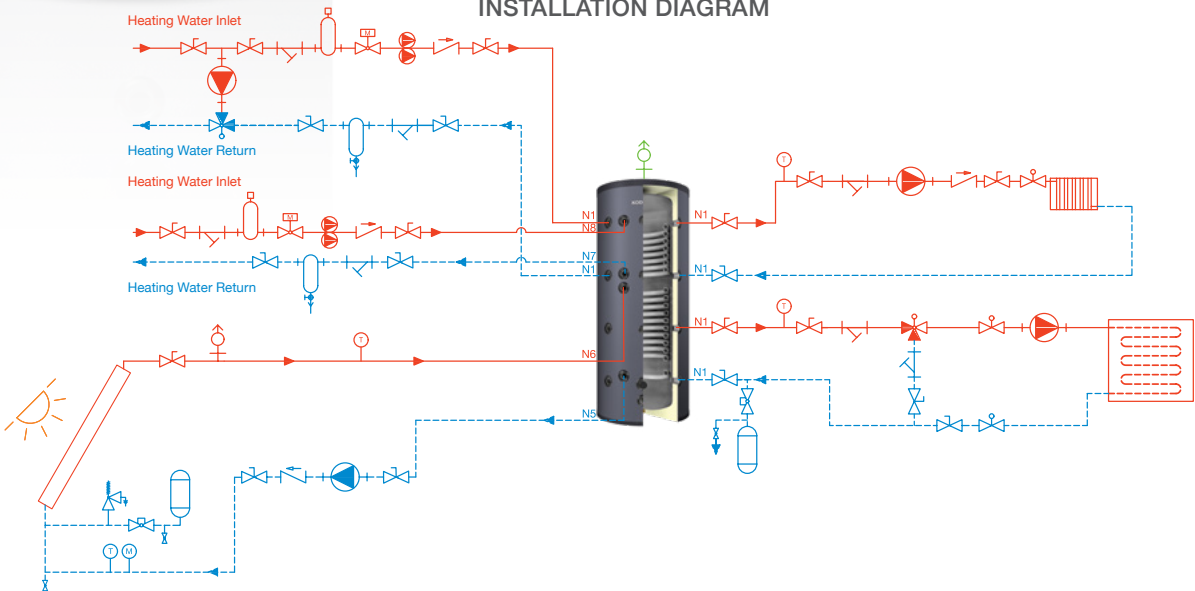 INSTALLATION DIAGRAM
Heating Water Inlet
M
Heating Water Return
Heating Water Inlet
M
Heating Water Return
N1
N8
N7
N1
N6
N5
N1
T
N1
N1
T
N1
T
T M